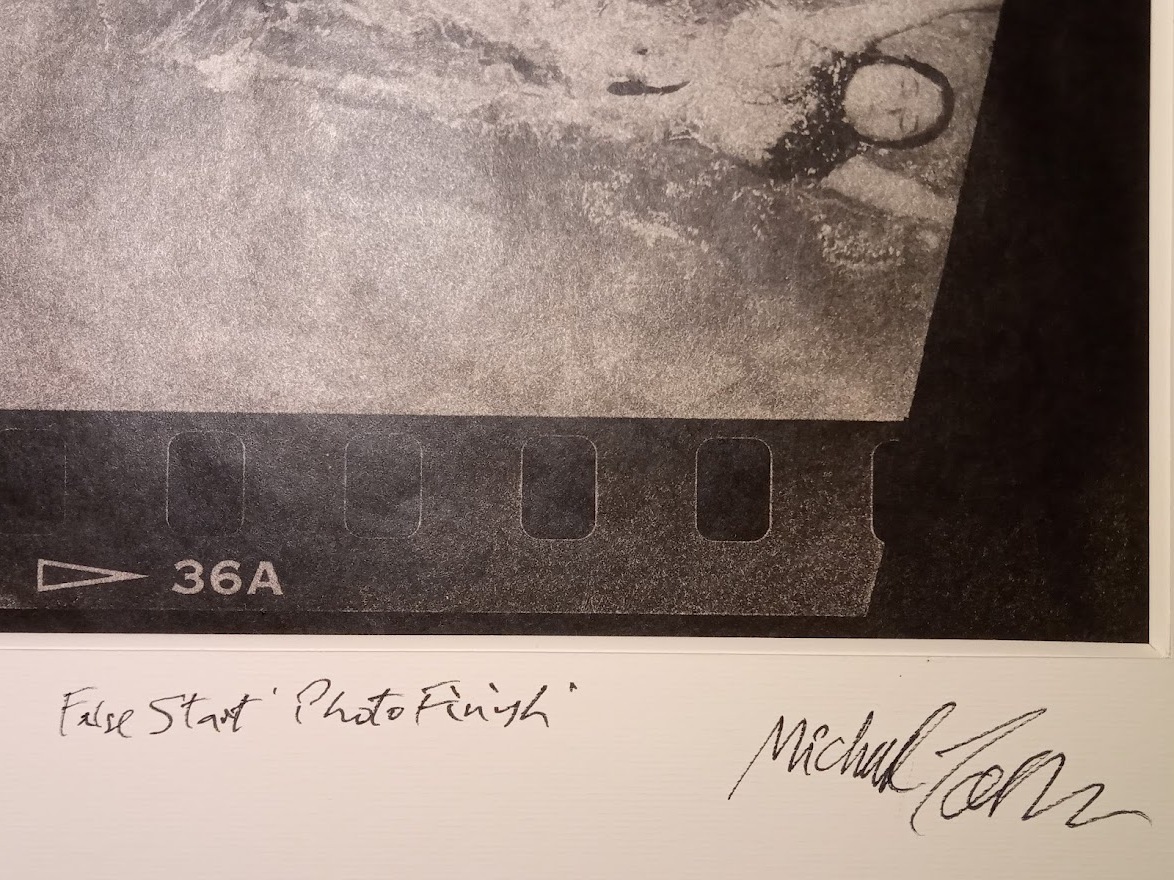 36A
False Start 'Photo Finish'
Michael